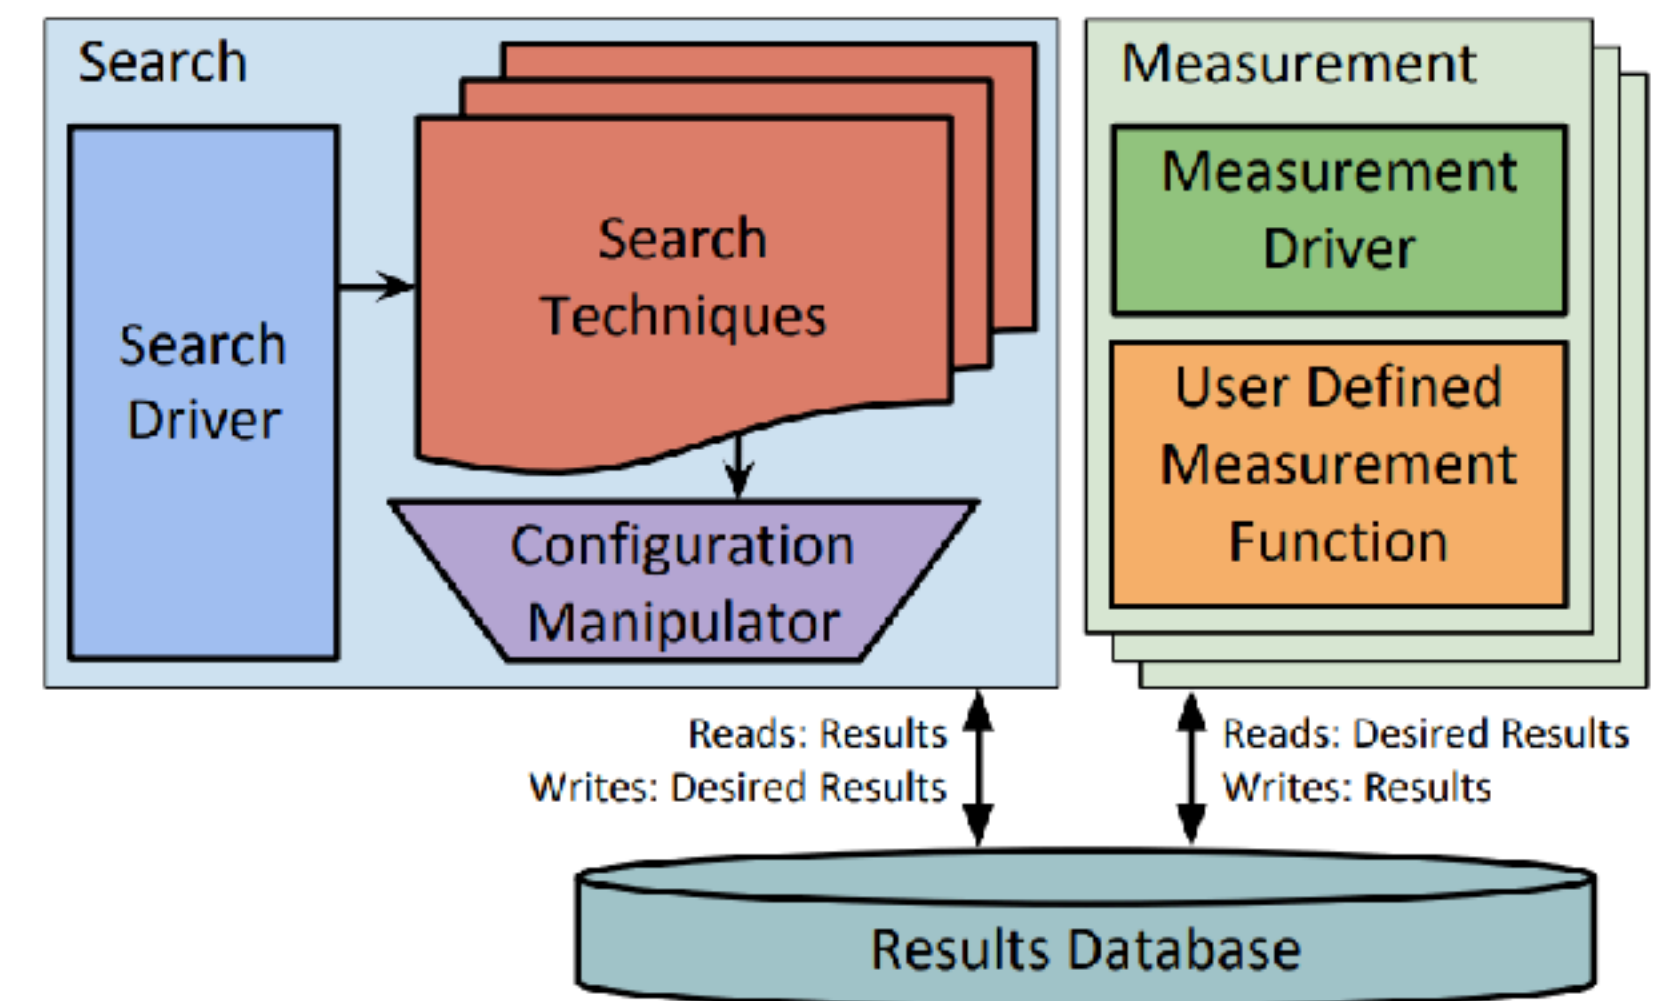 Search
Search
Driver
Search
Techniques
Configuration
Manipulator
Measurement
Measurement
Driver
User Defined
Measurement
Function
Reads: Results
Writes: Desired Results
Reads: Desired Results
Writes: Results
Results Database